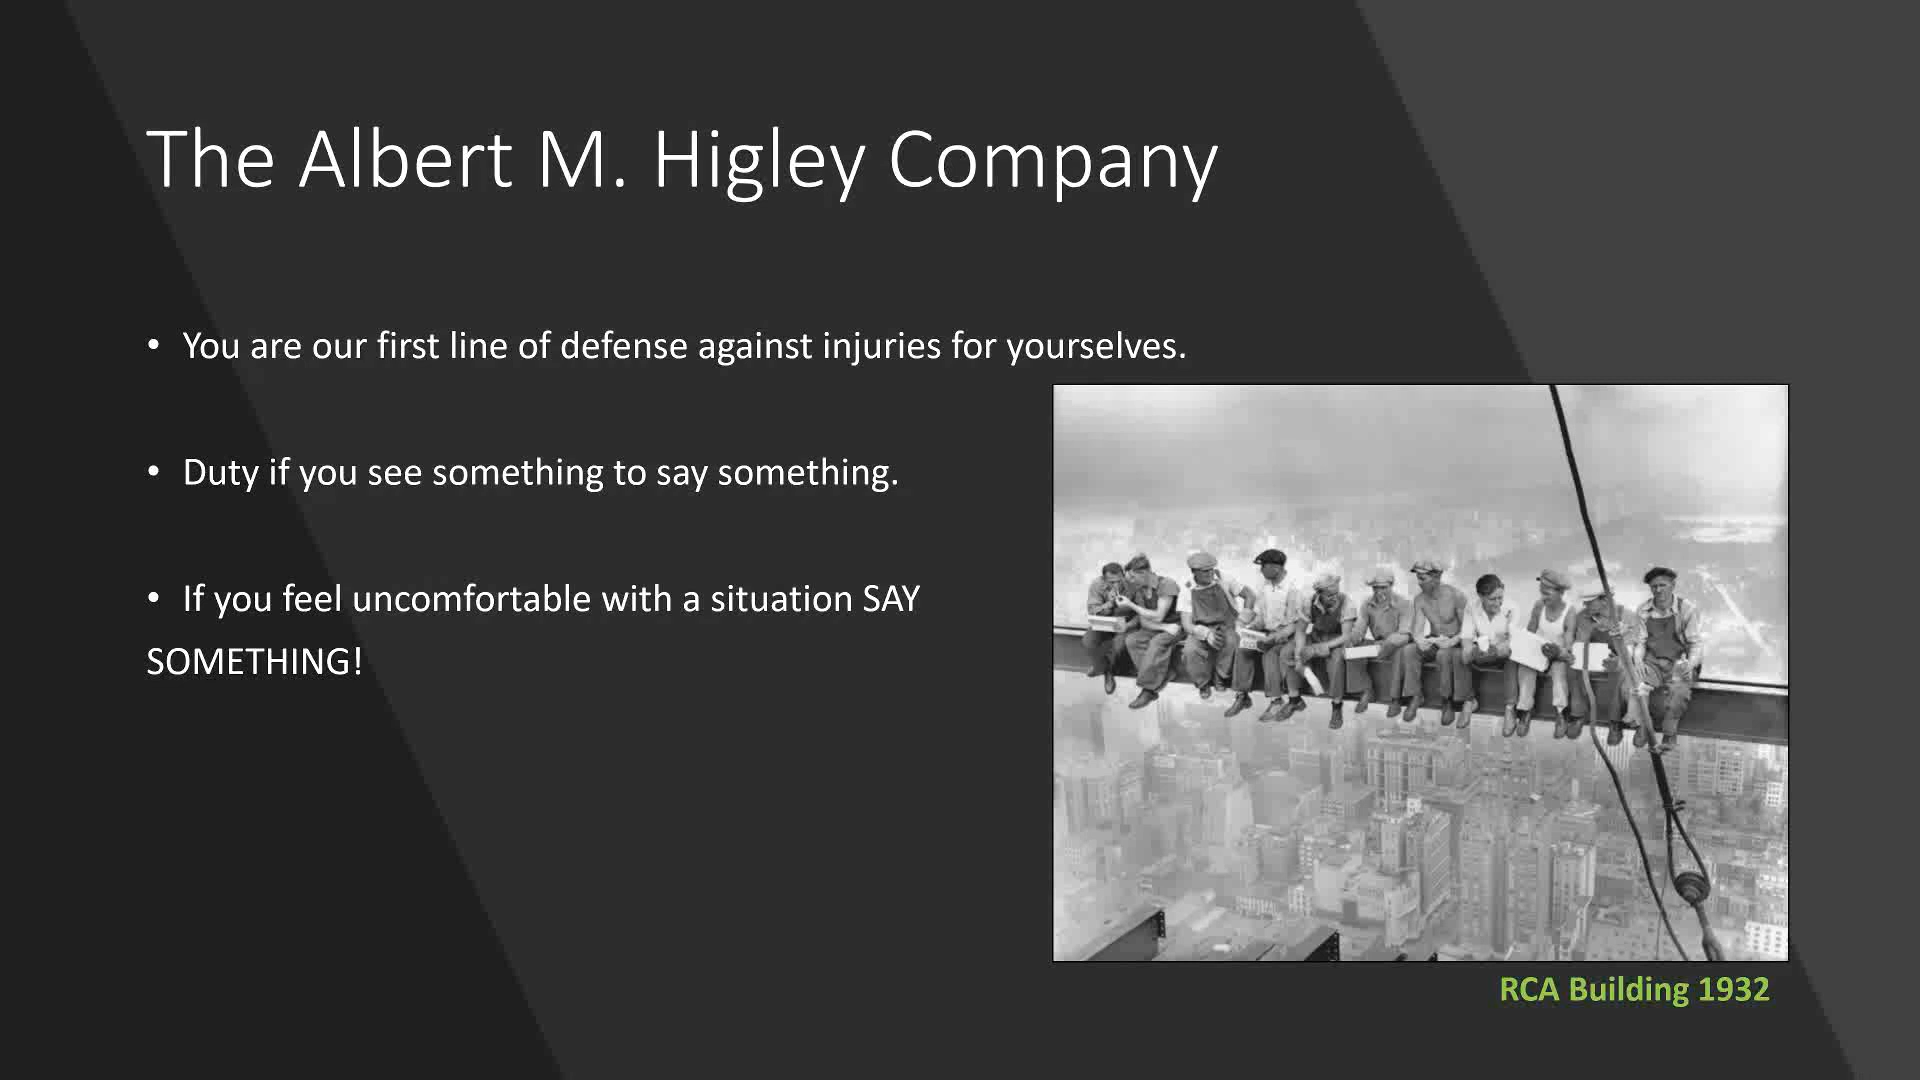 The Albert M. Higley Company
• You are our first line of defense against injuries for yourselves.
• Duty if you see something to say something.
• If you feel uncomfortable with a situation SAY
SOMETHING!
RCA Building 1932